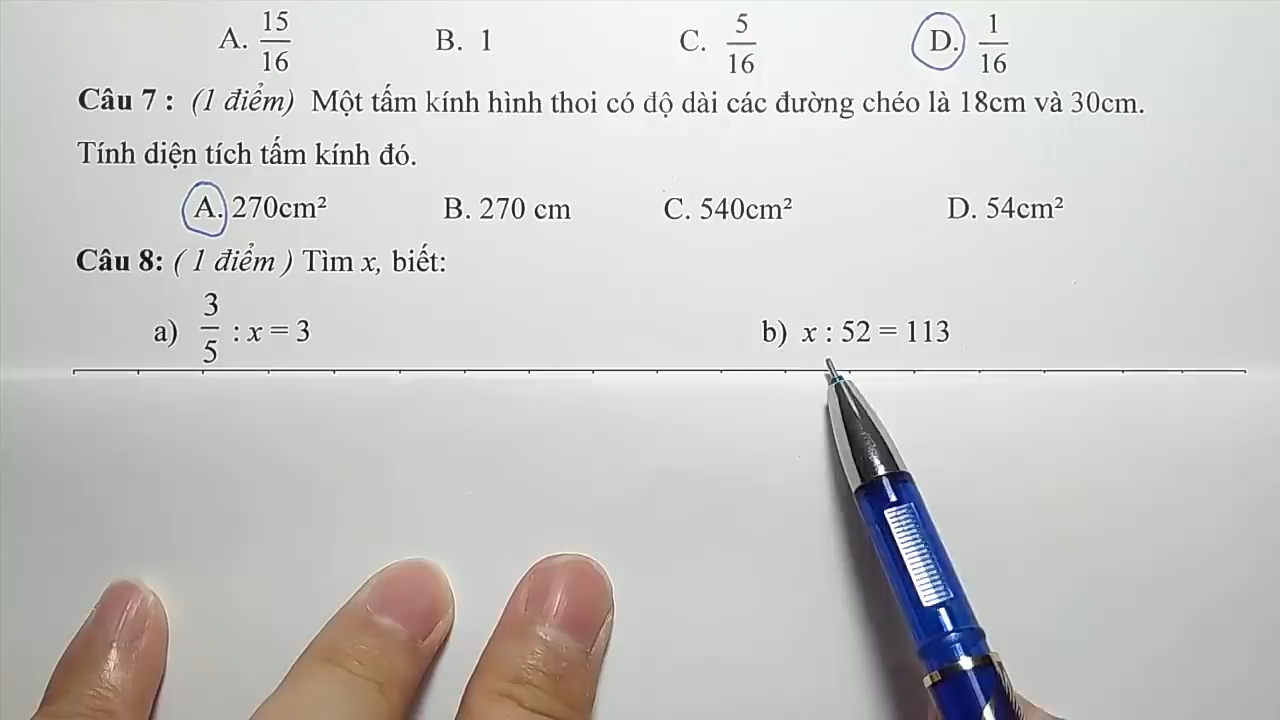 A. 15/16 B. 1 C. 5/16 D. 1/16
Câu 7 : (1 điểm) Một tấm kính hình thoi có độ dài các đường chéo là 18cm và 30cm.
Tính diện tích tấm kính đó.
A. 270cm² B. 270 cm C. 540cm² D. 54cm²
Câu 8: ( 1 điểm ) Tìm x, biết:
a) 3/5 : x = 3 b) x : 52 = 113